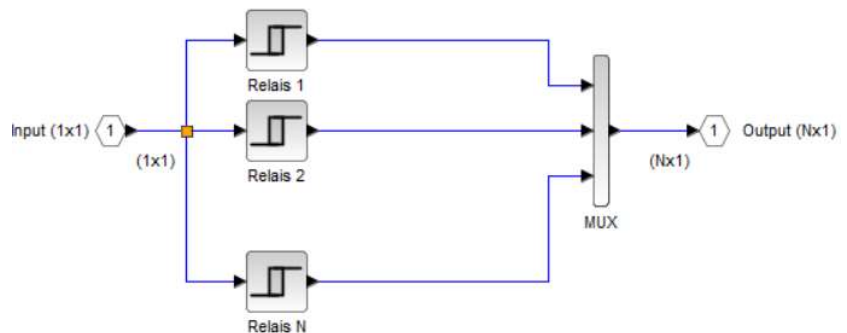 Relais 1
Input (1x1) 1
(1x1)
Relais 2
1 Output (Nx1)
(Nx1)
MUX
Relais N